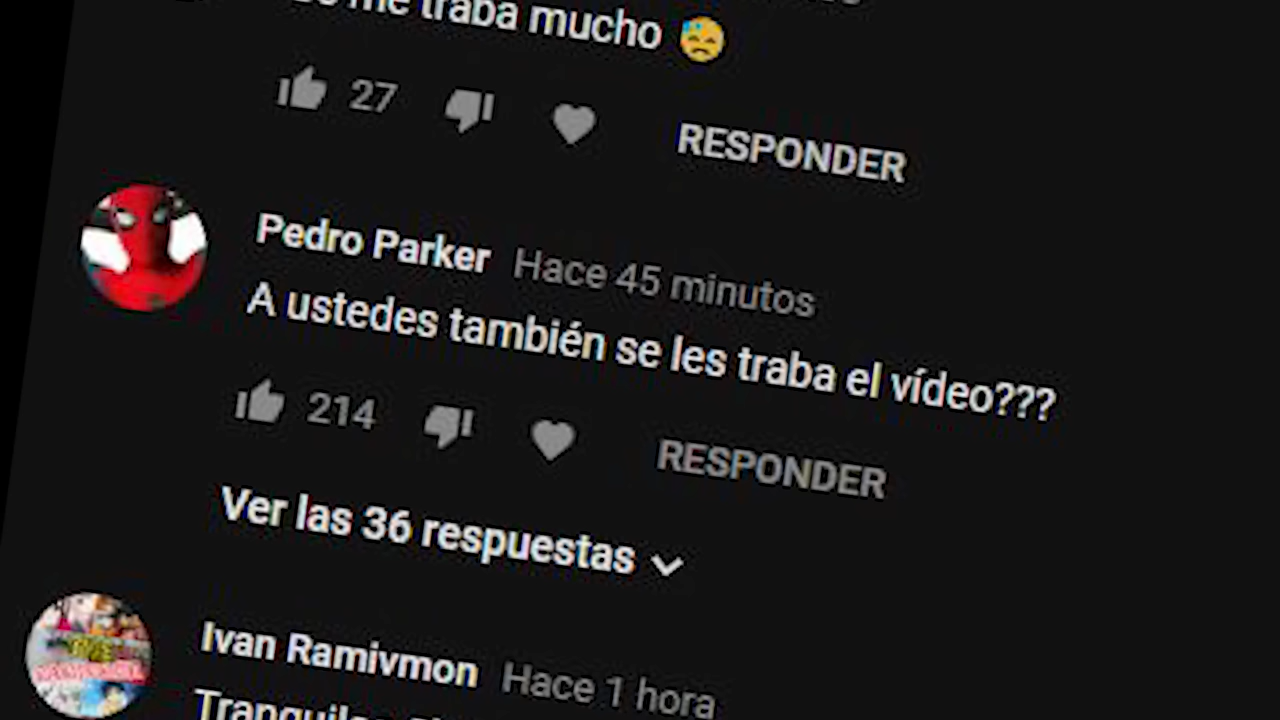 me traba mucho
27
RESPONDER
Pedro Parker Hace 45 minutos
A ustedes también se les traba el vídeo???
214
RESPONDER
Ver las 36 respuestas
Ivan Ramivmon Hace 1 hora